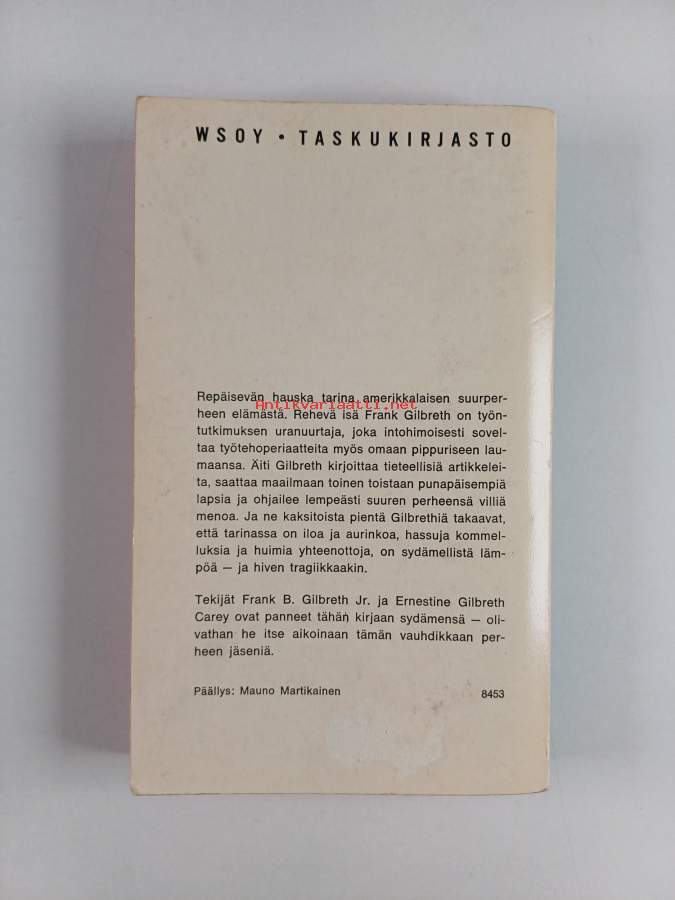 WSOY • TASKUKIRJASTO
Repäisevän hauska tarina amerikkalaisen suurper-
Antikvariaatti.net
heen elämästä. Rehevä isä Frank Gilbreth on työn-
tutkimuksen uranuurtaja, joka intohimoisesti sovel-
taa työtehoperiaatteita myös omaan pippuriseen lau-
maansa. Äiti Gilbreth kirjoittaa tieteellisiä artikkelei-
ta, saattaa maailmaan toinen toistaan punapäisempiä
lapsia ja ohjailee lempeästi suuren perheensä villiä
menoa. Ja ne kaksitoista pientä Gilbrethiä takaavat,
että tarinassa on iloa ja aurinkoa, hassuja kommel-
luksia ja huimia yhteenottoja, on sydämellistä läm-
pöä — ja hiven tragiikkaakin.
Tekijät Frank B. Gilbreth Jr. ja Ernestine Gilbreth
Carey ovat panneet tähän kirjaan sydämensä — oli-
vathan he itse aikoinaan tämän vauhdikkaan per-
heen jäseniä.
Päällys: Mauno Martikainen 8453